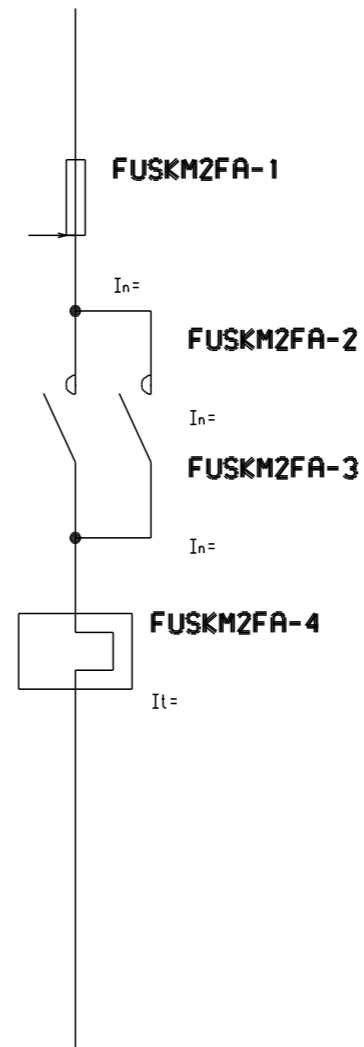 FUSKM2FA-1
In=
FUSKM2FA-2
In=
FUSKM2FA-3
In=
FUSKM2FA-4
It=